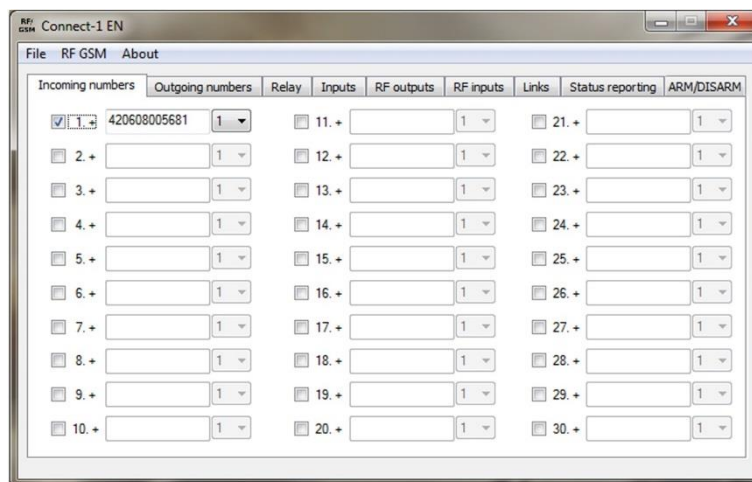 RF/ GSM Connect-1 EN
File RF GSM About
Incoming numbers Outgoing numbers Relay Inputs RF outputs RF inputs Links Status reporting ARM/DISARM
1. + 420608005681 1 11. + 1 21. + 1
2. + 1 12. + 1 22. + 1
3. + 1 13. + 1 23. + 1
4. + 1 14. + 1 24. + 1
5. + 1 15. + 1 25. + 1
6. + 1 16. + 1 26. + 1
7. + 1 17. + 1 27. + 1
8. + 1 18. + 1 28. + 1
9. + 1 19. + 1 29. + 1
10. + 1 20. + 1 30. + 1